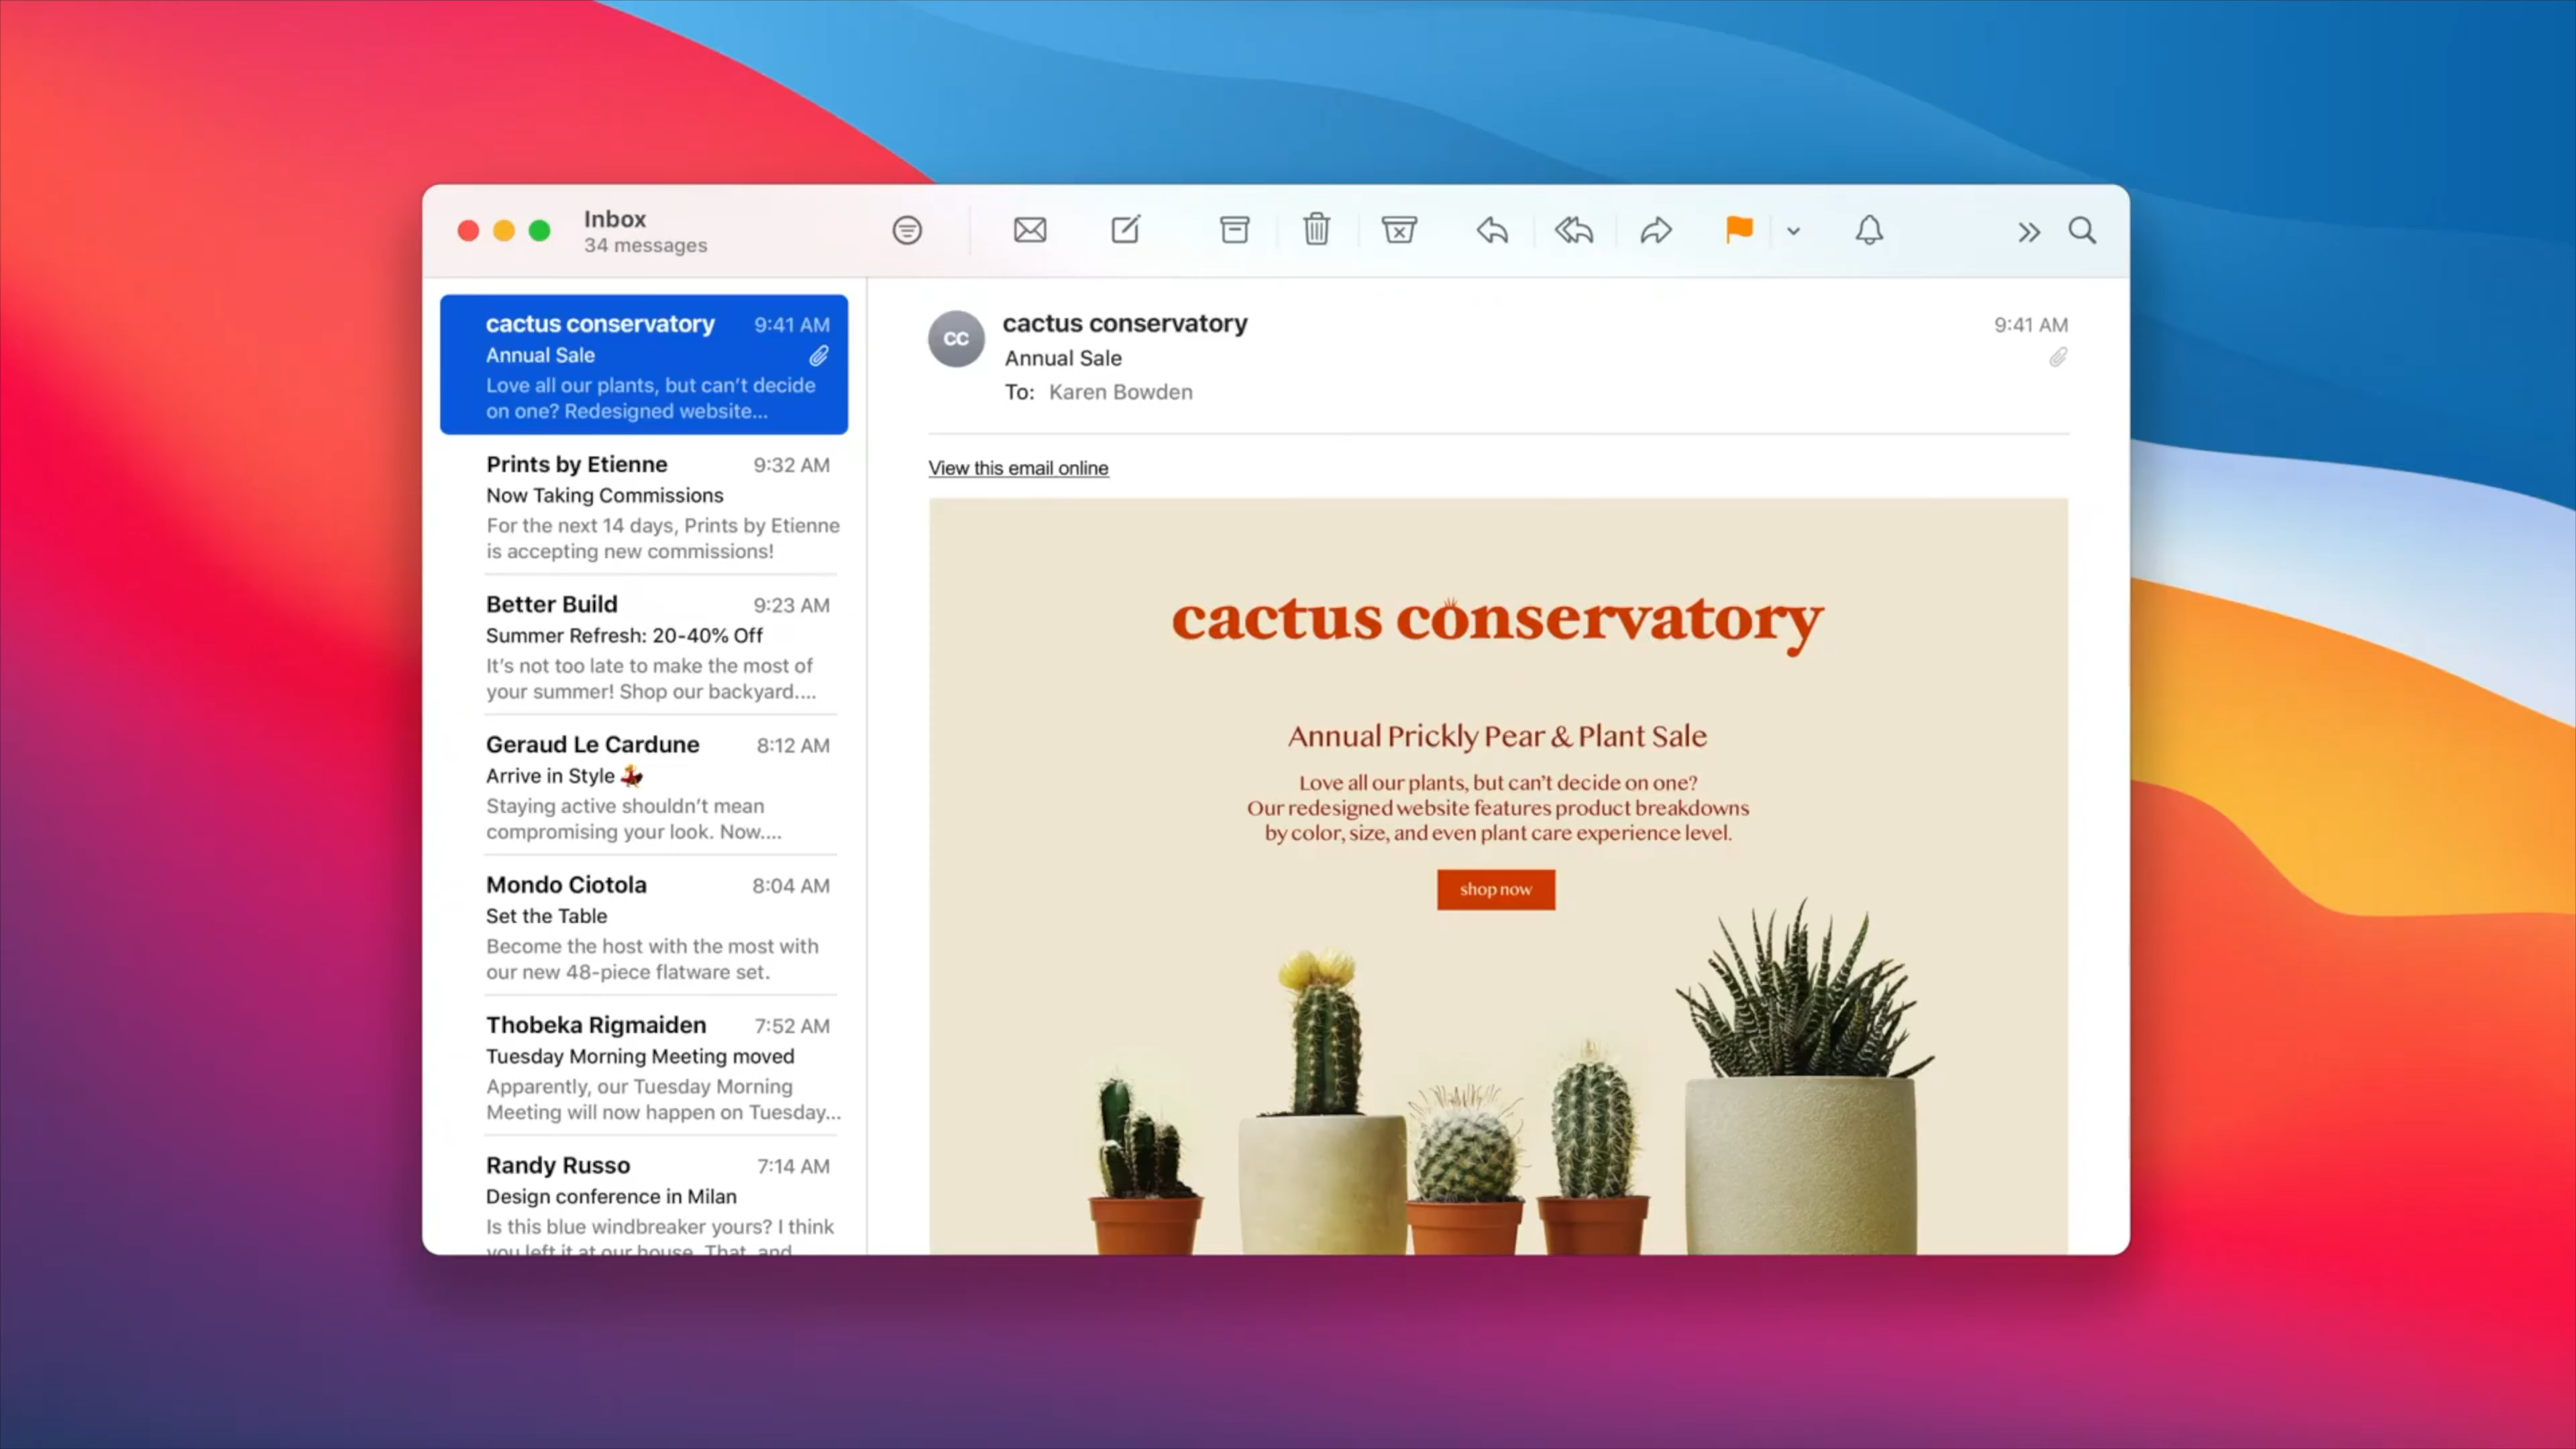 Inbox
34 messages
cactus conservatory 9:41 AM
Annual Sale
Love all our plants, but can't decide
on one? Redesigned website...
Prints by Etienne 9:32 AM
Now Taking Commissions
For the next 14 days, Prints by Etienne
is accepting new commissions!
Better Build 9:23 AM
Summer Refresh: 20-40% Off
It's not too late to make the most of
your summer! Shop our backyard....
Geraud Le Cardune 8:12 AM
Arrive in Style 💃
Staying active shouldn't mean
compromising your look. Now....
Mondo Ciotola 8:04 AM
Set the Table
Become the host with the most with
our new 48-piece flatware set.
Thobeka Rigmaiden 7:52 AM
Tuesday Morning Meeting moved
Apparently, our Tuesday Morning
Meeting will now happen on Tuesday...
Randy Russo 7:14 AM
Design conference in Milan
Is this blue windbreaker yours? I think
you left it at our house. That, and
CC
cactus conservatory 9:41 AM
Annual Sale
To: Karen Bowden
View this email online
cactus conservatory
Annual Prickly Pear & Plant Sale
Love all our plants, but can't decide on one?
Our redesigned website features product breakdowns
by color, size, and even plant care experience level.
shop now